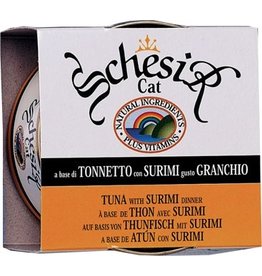 Schesir
Cat
NATURAL INGREDIENTS
PLUS VITAMINS
a base di TONNETTO con SURIMI gusto GRANCHIO
TUNA WITH SURIMI DINNER
À BASE DE THON AVEC SURIMI
AUF BASIS VON THUNFISCH MIT SURIMI
A BASE DE ATÚN CON SURIMI